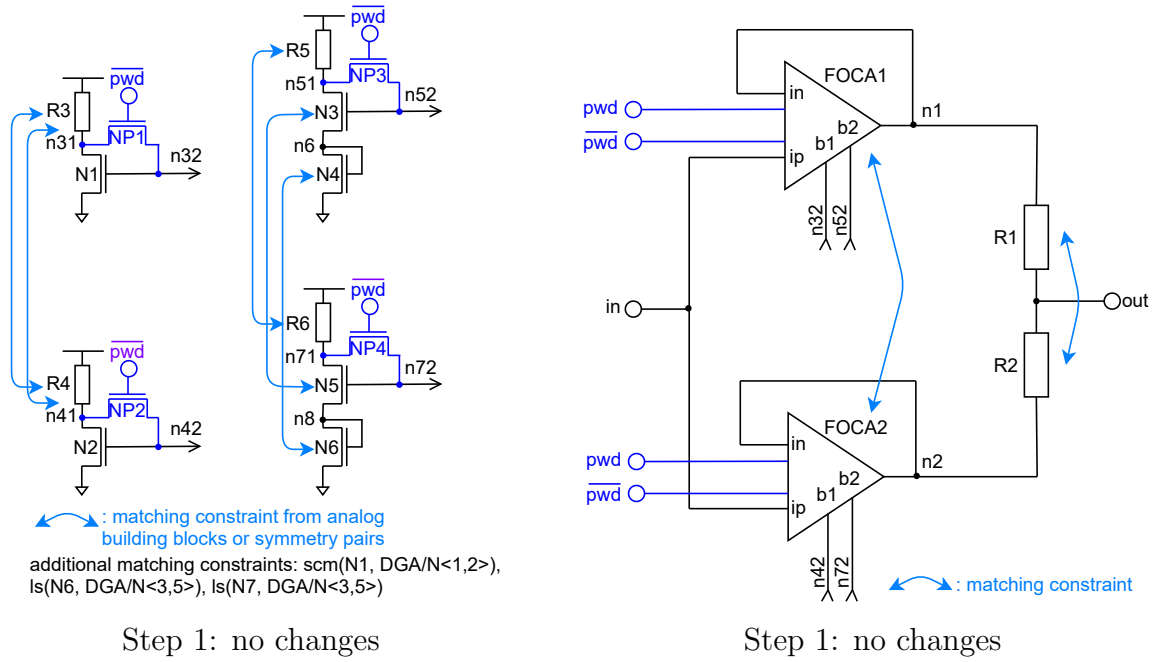 pwd
R5
NP3
n51
n52
N3
n6
N4
pwd
R3
NP1
n31
n32
N1
pwd
R6
NP4
n71
n72
N5
n8
N6
pwd
R4
NP2
n41
n42
N2
: matching constraint from analog
building blocks or symmetry pairs
additional matching constraints: scm(N1, DGA/N<1,2>),
ls(N6, DGA/N<3,5>), ls(N7, DGA/N<3,5>)
Step 1: no changes
FOCA1
in
pwd
pwd
ip
b1
b2
n1
n32
n52
R1
in
out
R2
FOCA2
in
pwd
pwd
ip
b1
b2
n2
n42
n72
: matching constraint
Step 1: no changes